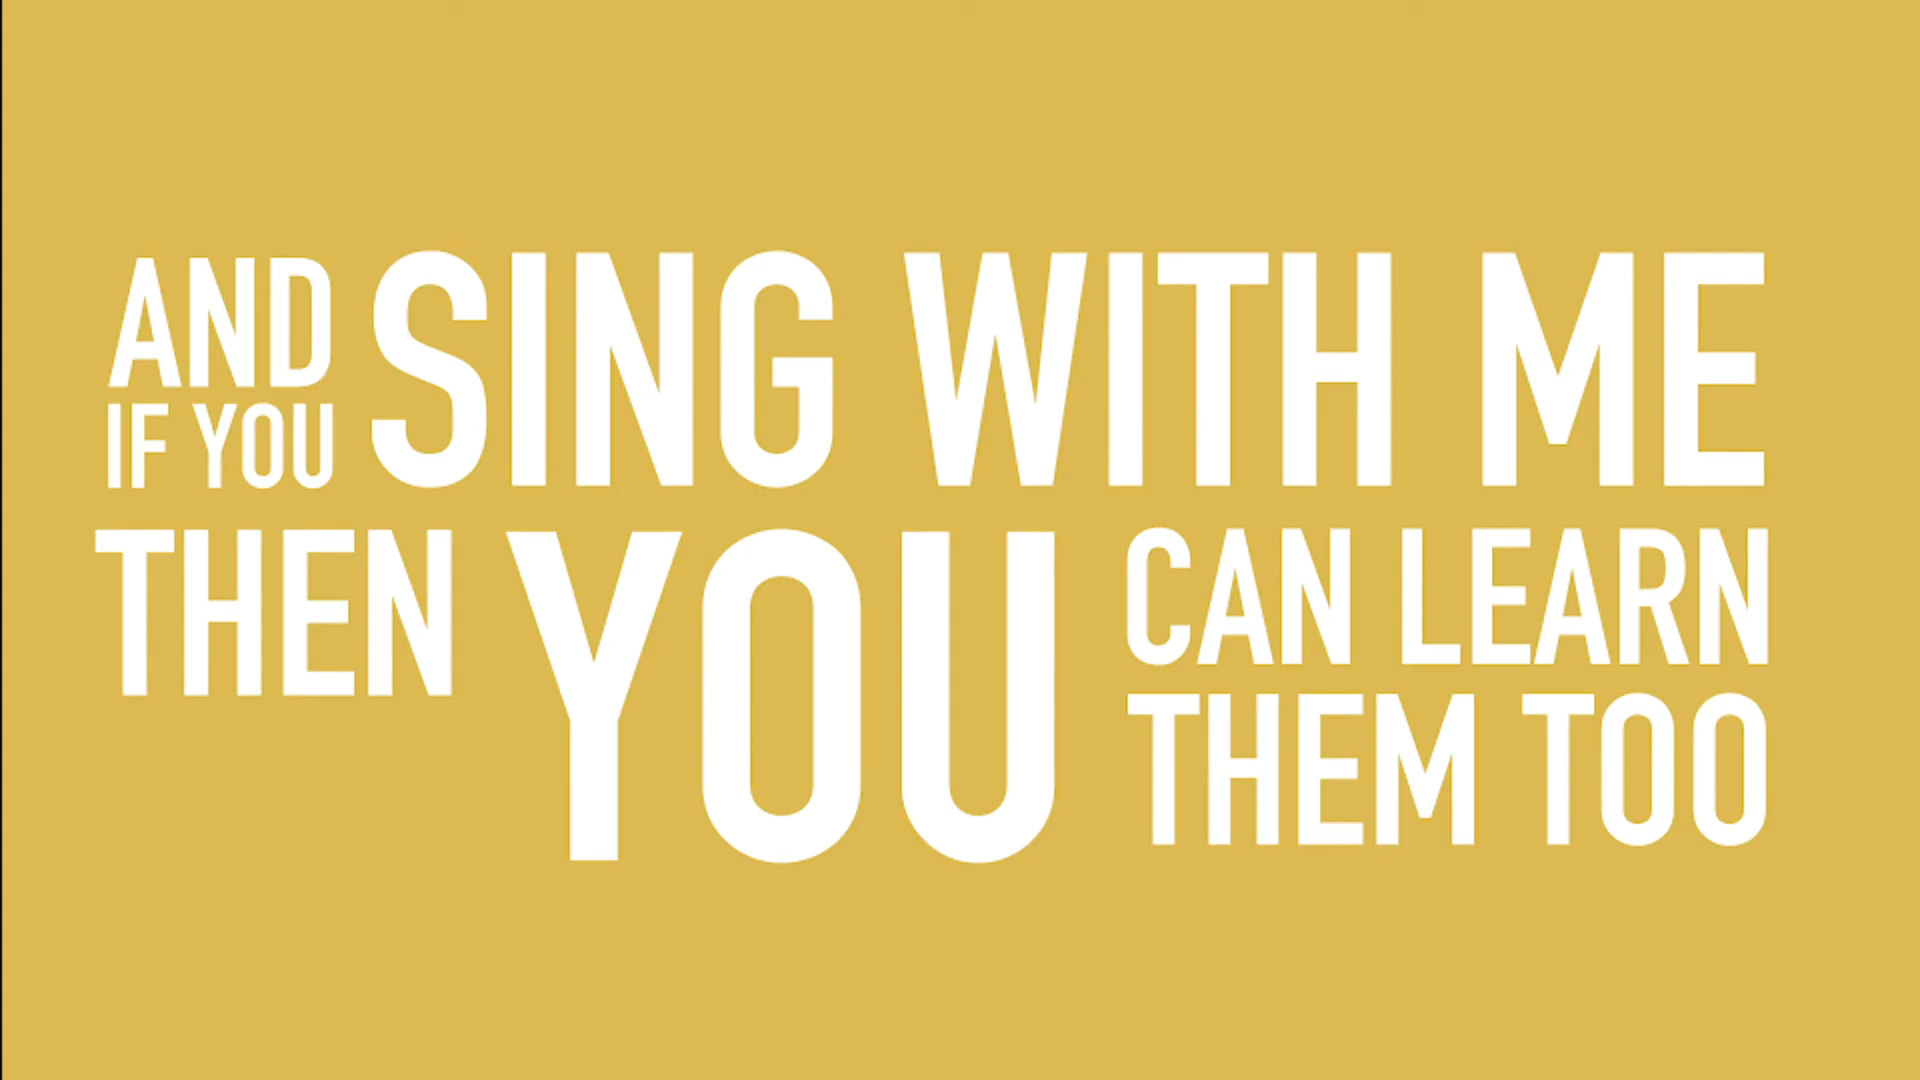 AND
IF YOU
SING WITH ME
THEN
YOU
CAN LEARN
THEM TOO